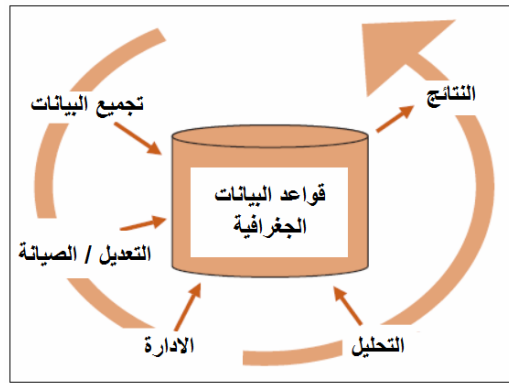 النتائج
تجميع البيانات
قواعد البيانات
الجغرافية
التعديل / الصيانة
الادارة
التحليل